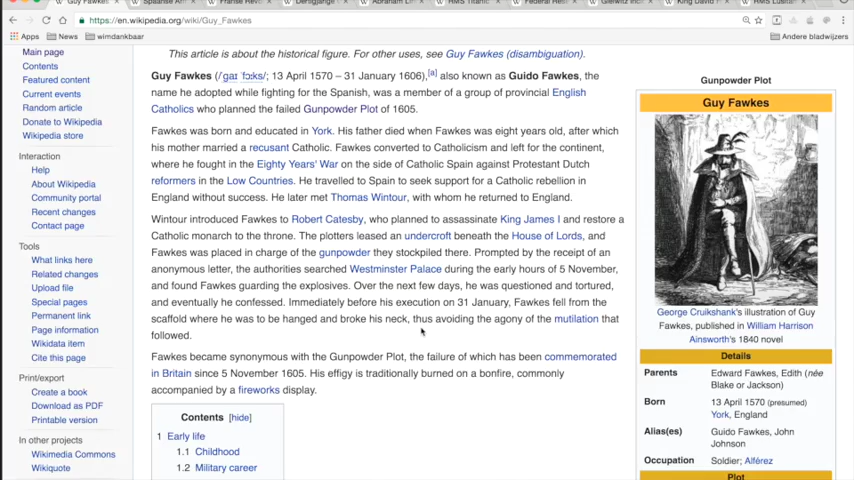 Guy Fawkes
Spaanse
Franse Revo
Abraham Lin
RMS Titanic
Federal Hall
Gleiwitz inc
King David
RMS Lusitan
https://en.wikipedia.org/wiki/Guy_Fawkes
Apps News wimdankbaar Andere bladwijzers
Main page
Contents
Featured content
Current events
Random article
Donate to Wikipedia
Wikipedia store
Interaction
Help
About Wikipedia
Community portal
Recent changes
Contact page
Tools
What links here
Related changes
Upload file
Special pages
Permanent link
Page information
Wikidata item
Cite this page
Print/export
Create a book
Download as PDF
Printable version
In other projects
Wikimedia Commons
Wikiquote
This article is about the historical figure. For other uses, see Guy Fawkes (disambiguation).
Guy Fawkes (/ˈɡaɪ ˈfɔːks/; 13 April 1570 – 31 January 1606),[a] also known as Guido Fawkes, the
name he adopted while fighting for the Spanish, was a member of a group of provincial English
Catholics who planned the failed Gunpowder Plot of 1605.
Fawkes was born and educated in York. His father died when Fawkes was eight years old, after which
his mother married a recusant Catholic. Fawkes converted to Catholicism and left for the continent,
where he fought in the Eighty Years' War on the side of Catholic Spain against Protestant Dutch
reformers in the Low Countries. He travelled to Spain to seek support for a Catholic rebellion in
England without success. He later met Thomas Wintour, with whom he returned to England.
Wintour introduced Fawkes to Robert Catesby, who planned to assassinate King James I and restore a
Catholic monarch to the throne. The plotters leased an undercroft beneath the House of Lords, and
Fawkes was placed in charge of the gunpowder they stockpiled there. Prompted by the receipt of an
anonymous letter, the authorities searched Westminster Palace during the early hours of 5 November,
and found Fawkes guarding the explosives. Over the next few days, he was questioned and tortured,
and eventually he confessed. Immediately before his execution on 31 January, Fawkes fell from the
scaffold where he was to be hanged and broke his neck, thus avoiding the agony of the mutilation that
followed.
Fawkes became synonymous with the Gunpowder Plot, the failure of which has been commemorated
in Britain since 5 November 1605. His effigy is traditionally burned on a bonfire, commonly
accompanied by a fireworks display.
Contents [hide]
1 Early life
1.1 Childhood
1.2 Military career
Gunpowder Plot
Guy Fawkes
George Cruikshank's illustration of Guy
Fawkes, published in William Harrison
Ainsworth's 1840 novel
Details
Parents Edward Fawkes, Edith (née
Blake or Jackson)
Born 13 April 1570 (presumed)
York, England
Alias(es) Guido Fawkes, John
Johnson
Occupation Soldier; Alférez
Plot